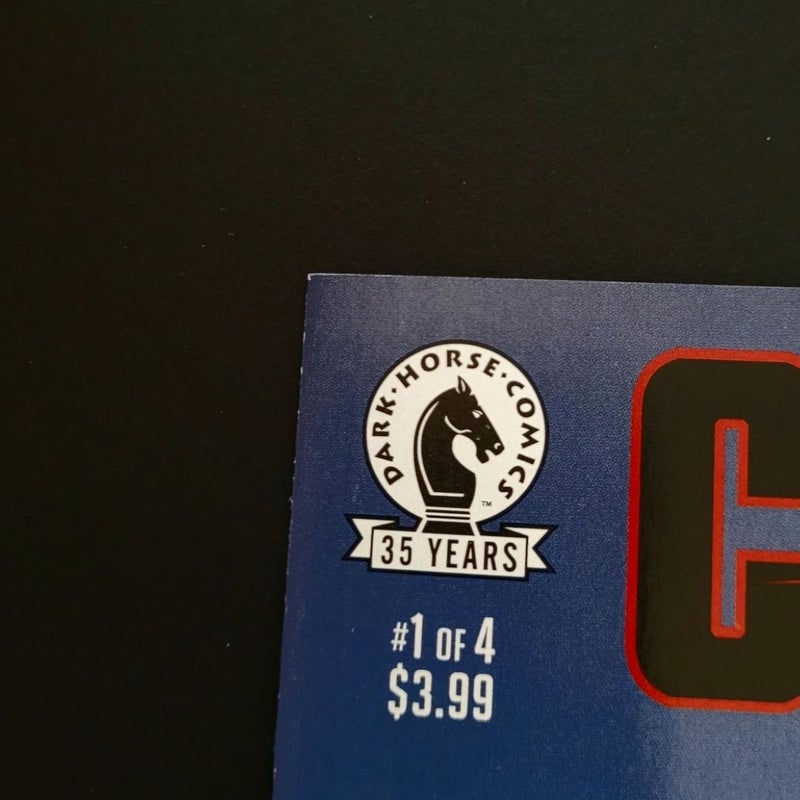 DARK·HORSE·COMICS
™
35 YEARS
#1 OF 4
$3.99
C